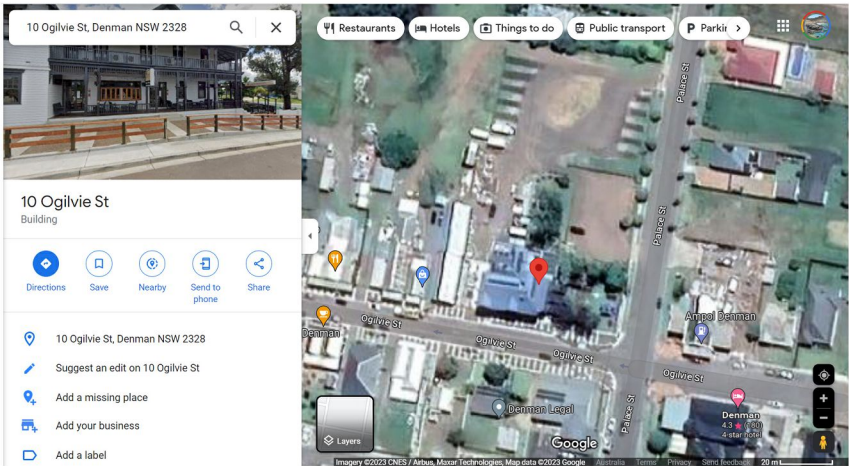 10 Ogilvie St, Denman NSW 2328
Restaurants
Hotels
Things to do
Public transport
10 Ogilvie St
Building
Directions
Save
Nearby
Send to
phone
Share
10 Ogilvie St, Denman NSW 2328
Suggest an edit on 10 Ogilvie St
Add a missing place
Add your business
Add a label
Palace St
Palace St
Ogilvie St
Denman
Ogilvie St
Ogilvie St
Ampol Denman
Ogilvie St
Denman Legal
Palace St
Denman
4.3 ★ (780)
4-star hotel
Layers
Google
Imagery ©2023 CNES / Airbus, Maxar Technologies, Map data ©2023 Google Australia Terms Privacy Send feedback 20 m